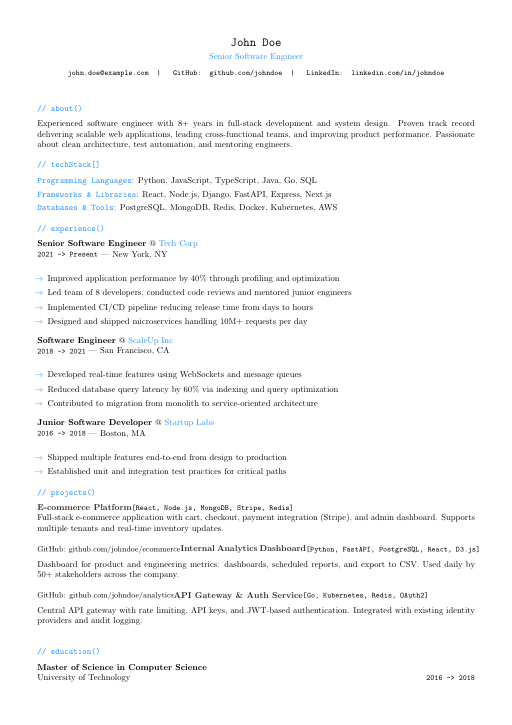 John Doe
Senior Software Engineer
john.doe@example.com | GitHub: github.com/johndoe | LinkedIn: linkedin.com/in/johndoe
// about()
Experienced software engineer with 8+ years in full-stack development and system design. Proven track record
delivering scalable web applications, leading cross-functional teams, and improving product performance. Passionate
about clean architecture, test automation, and mentoring engineers.
// techStack[]
Programming Languages: Python, JavaScript, TypeScript, Java, Go, SQL
Frameworks & Libraries: React, Node.js, Django, FastAPI, Express, Next.js
Databases & Tools: PostgreSQL, MongoDB, Redis, Docker, Kubernetes, AWS
// experience()
Senior Software Engineer @ Tech Corp
2021 -> Present — New York, NY
→ Improved application performance by 40% through profiling and optimization
→ Led team of 8 developers; conducted code reviews and mentored junior engineers
→ Implemented CI/CD pipeline reducing release time from days to hours
→ Designed and shipped microservices handling 10M+ requests per day
Software Engineer @ ScaleUp Inc
2018 -> 2021 — San Francisco, CA
→ Developed real-time features using WebSockets and message queues
→ Reduced database query latency by 60% via indexing and query optimization
→ Contributed to migration from monolith to service-oriented architecture
Junior Software Developer @ Startup Labs
2016 -> 2018 — Boston, MA
→ Shipped multiple features end-to-end from design to production
→ Established unit and integration test practices for critical paths
// projects()
E-commerce Platform[React, Node.js, MongoDB, Stripe, Redis]
Full-stack e-commerce application with cart, checkout, payment integration (Stripe), and admin dashboard. Supports
multiple tenants and real-time inventory updates.
GitHub: github.com/johndoe/ecommerceInternal Analytics Dashboard[Python, FastAPI, PostgreSQL, React, D3.js]
Dashboard for product and engineering metrics: dashboards, scheduled reports, and export to CSV. Used daily by
50+ stakeholders across the company.
GitHub: github.com/johndoe/analyticsAPI Gateway & Auth Service[Go, Kubernetes, Redis, OAuth2]
Central API gateway with rate limiting, API keys, and JWT-based authentication. Integrated with existing identity
providers and audit logging.
// education()
Master of Science in Computer Science
University of Technology 2016 -> 2018